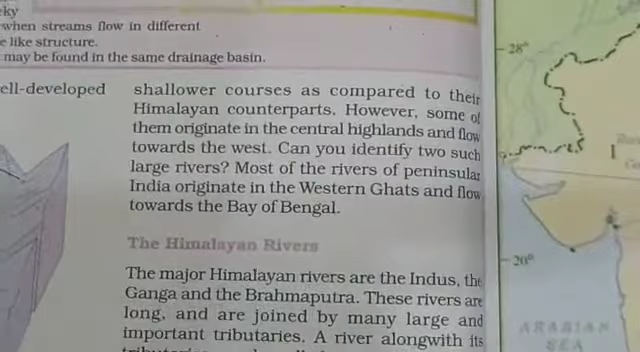 ky
when streams flow in different
e like structure.
may be found in the same drainage basin.
ell-developed
shallower courses as compared to their
Himalayan counterparts. However, some of
them originate in the central highlands and flow
towards the west. Can you identify two such
large rivers? Most of the rivers of peninsular
India originate in the Western Ghats and flow
towards the Bay of Bengal.
The Himalayan Rivers
The major Himalayan rivers are the Indus, the
Ganga and the Brahmaputra. These rivers are
long, and are joined by many large and
important tributaries. A river alongwith its
28°
20°
ARABIAN
SEA